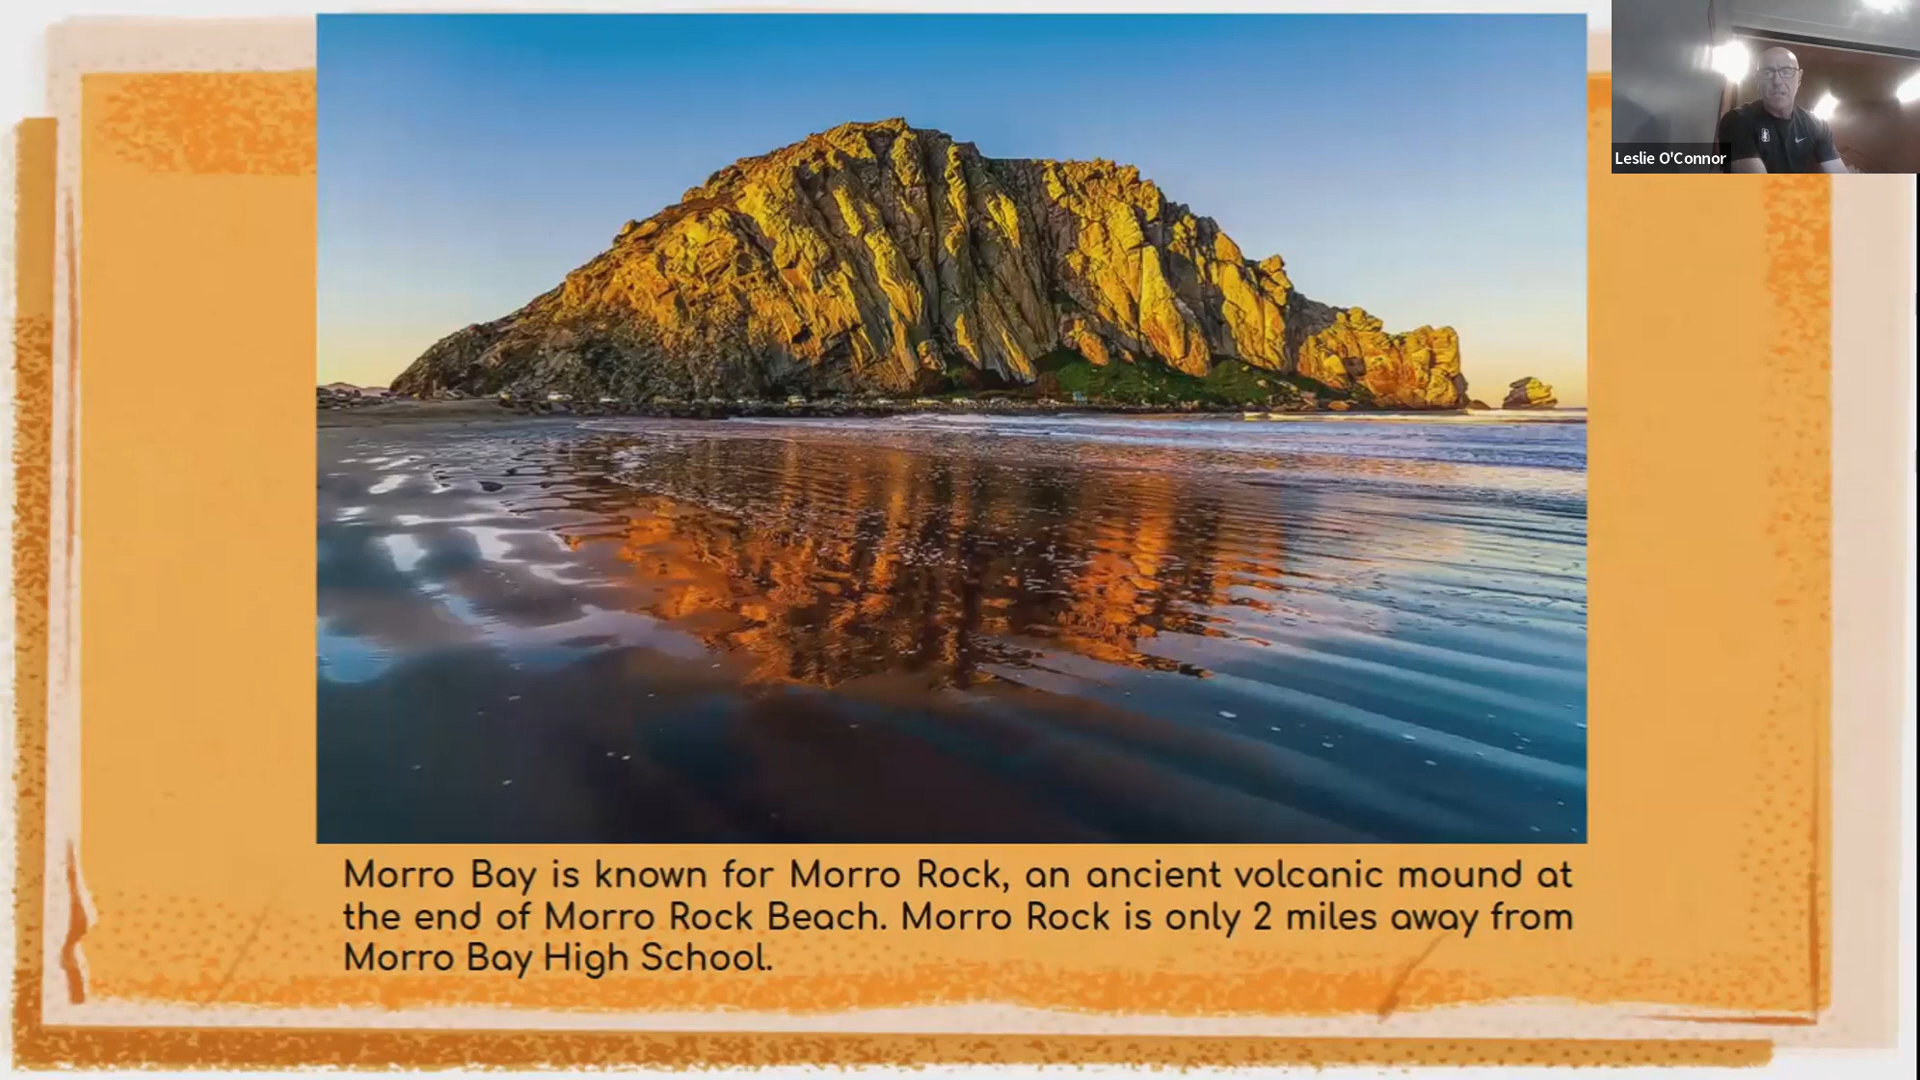 Leslie O'Connor
Morro Bay is known for Morro Rock, an ancient volcanic mound at
the end of Morro Rock Beach. Morro Rock is only 2 miles away from
Morro Bay High School.